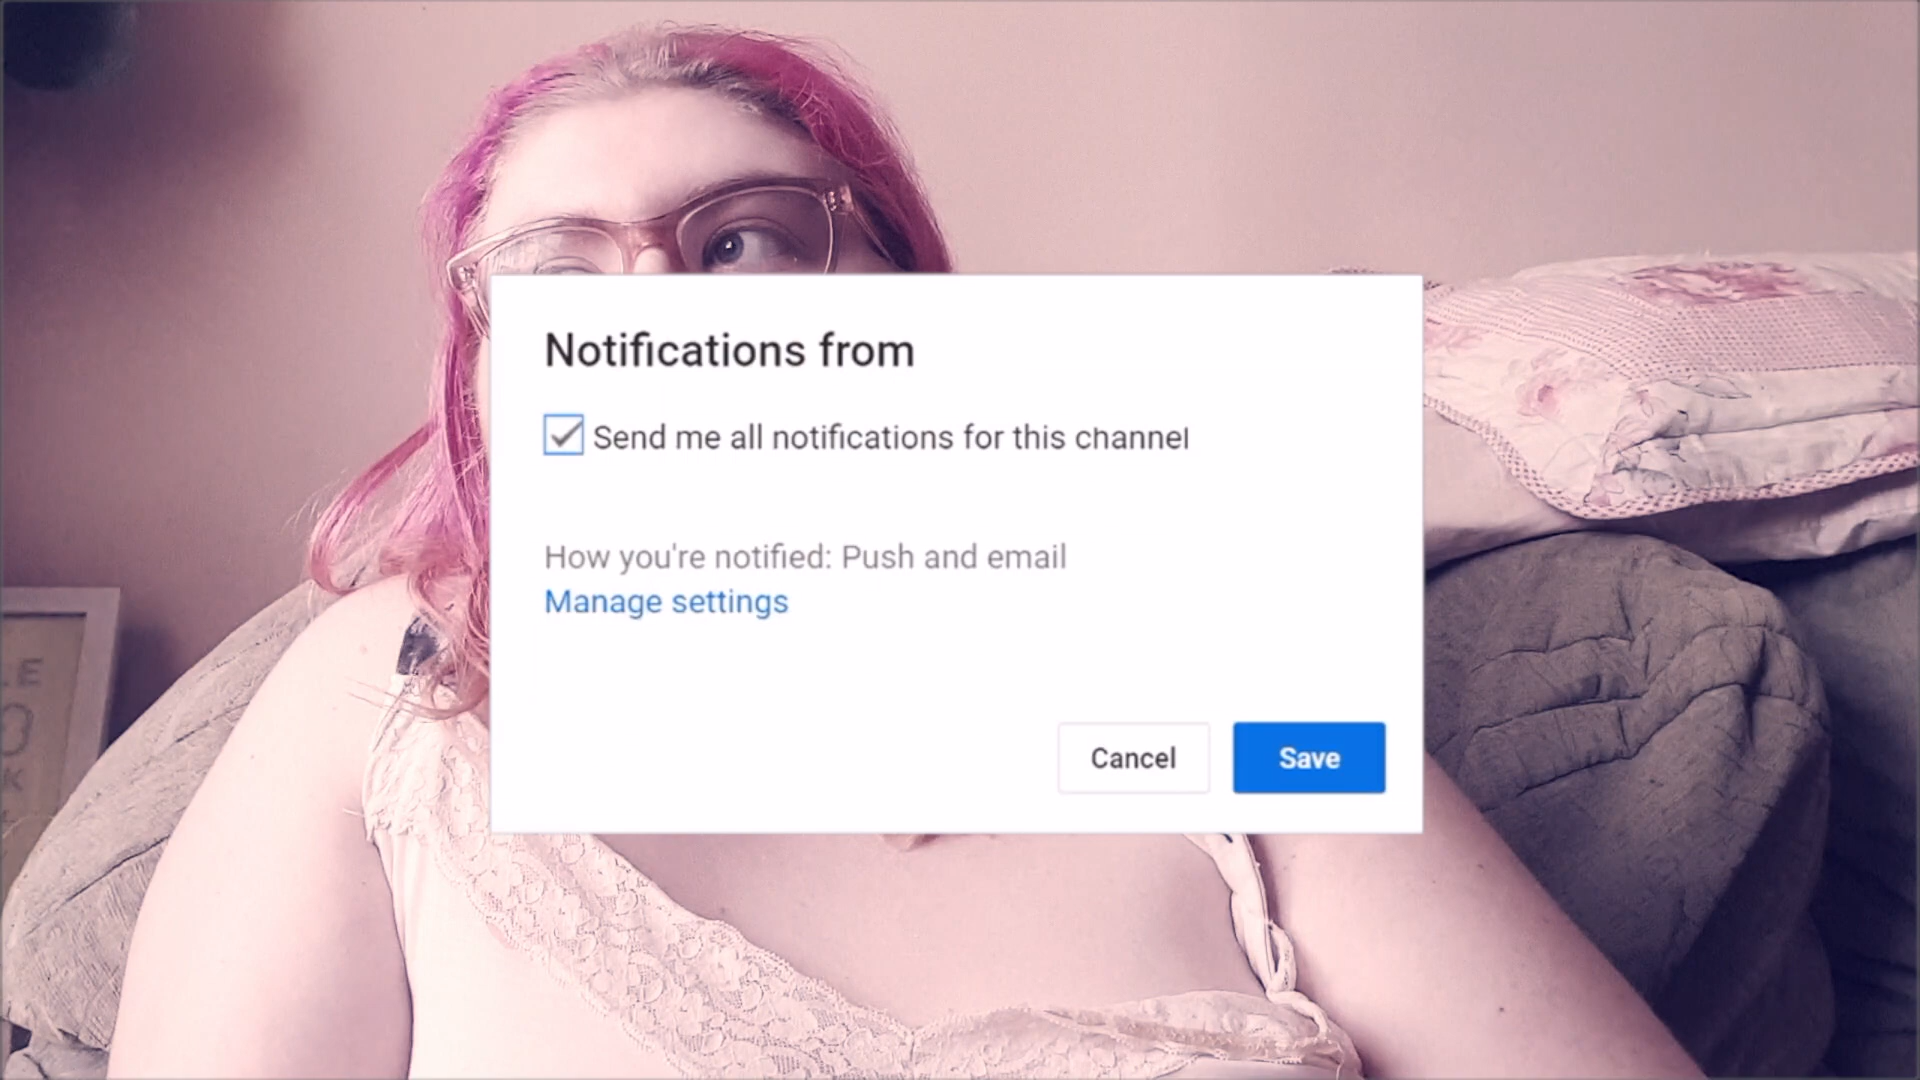 Notifications from
Send me all notifications for this channel
How you're notified: Push and email
Manage settings
Cancel
Save